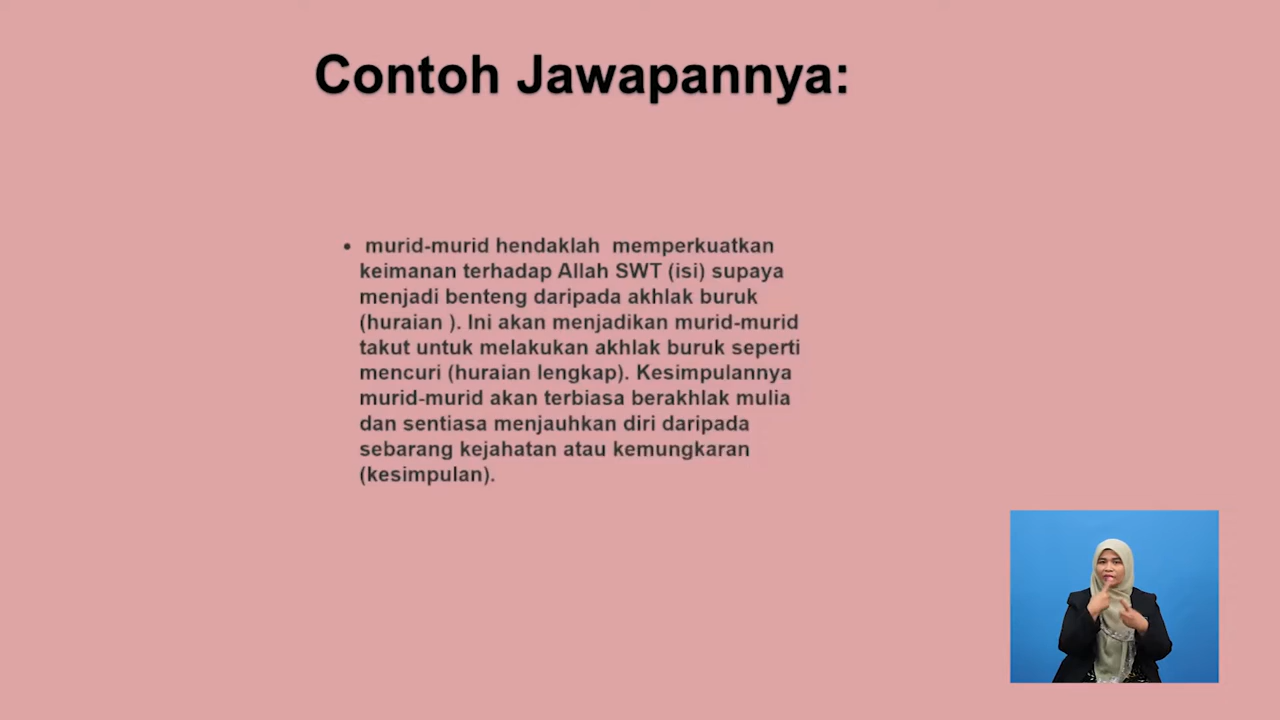 Contoh Jawapannya:
• murid-murid hendaklah  memperkuatkan
keimanan terhadap Allah SWT (isi) supaya
menjadi benteng daripada akhlak buruk
(huraian ). Ini akan menjadikan murid-murid
takut untuk melakukan akhlak buruk seperti
mencuri (huraian lengkap). Kesimpulannya
murid-murid akan terbiasa berakhlak mulia
dan sentiasa menjauhkan diri daripada
sebarang kejahatan atau kemungkaran
(kesimpulan).